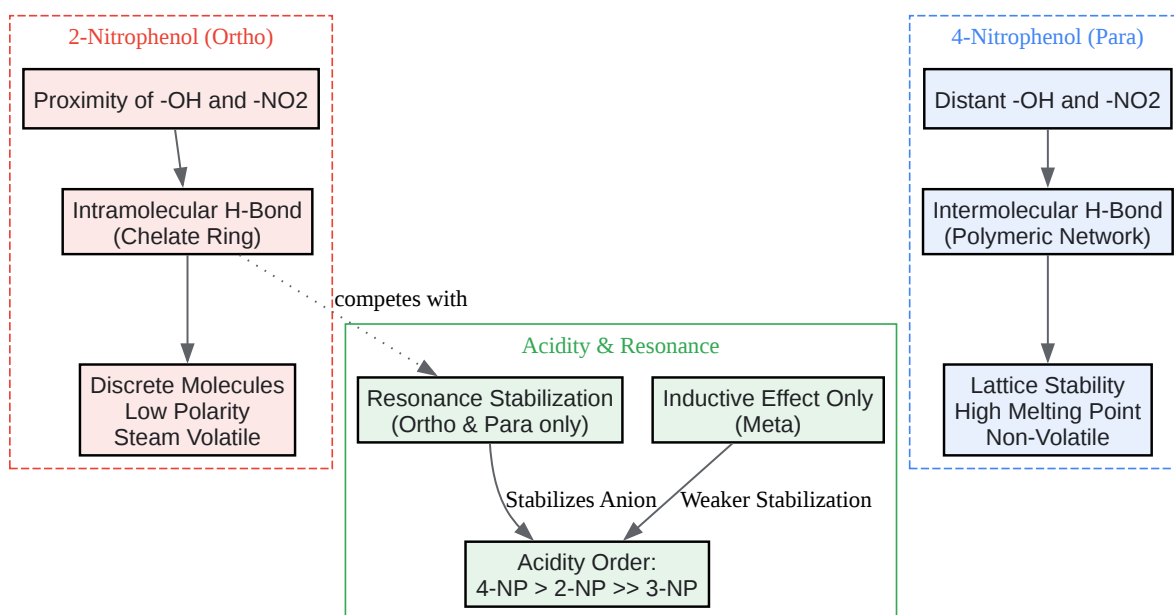 2-Nitrophenol (Ortho)
Proximity of -OH and -NO2
Intramolecular H-Bond
(Chelate Ring)
Discrete Molecules
Low Polarity
Steam Volatile
competes with
Acidity & Resonance
Resonance Stabilization
(Ortho & Para only)
Inductive Effect Only
(Meta)
Stabilizes Anion
Weaker Stabilization
Acidity Order:
4-NP > 2-NP >> 3-NP
4-Nitrophenol (Para)
Distant -OH and -NO2
Intermolecular H-Bond
(Polymeric Network)
Lattice Stability
High Melting Point
Non-Volatile